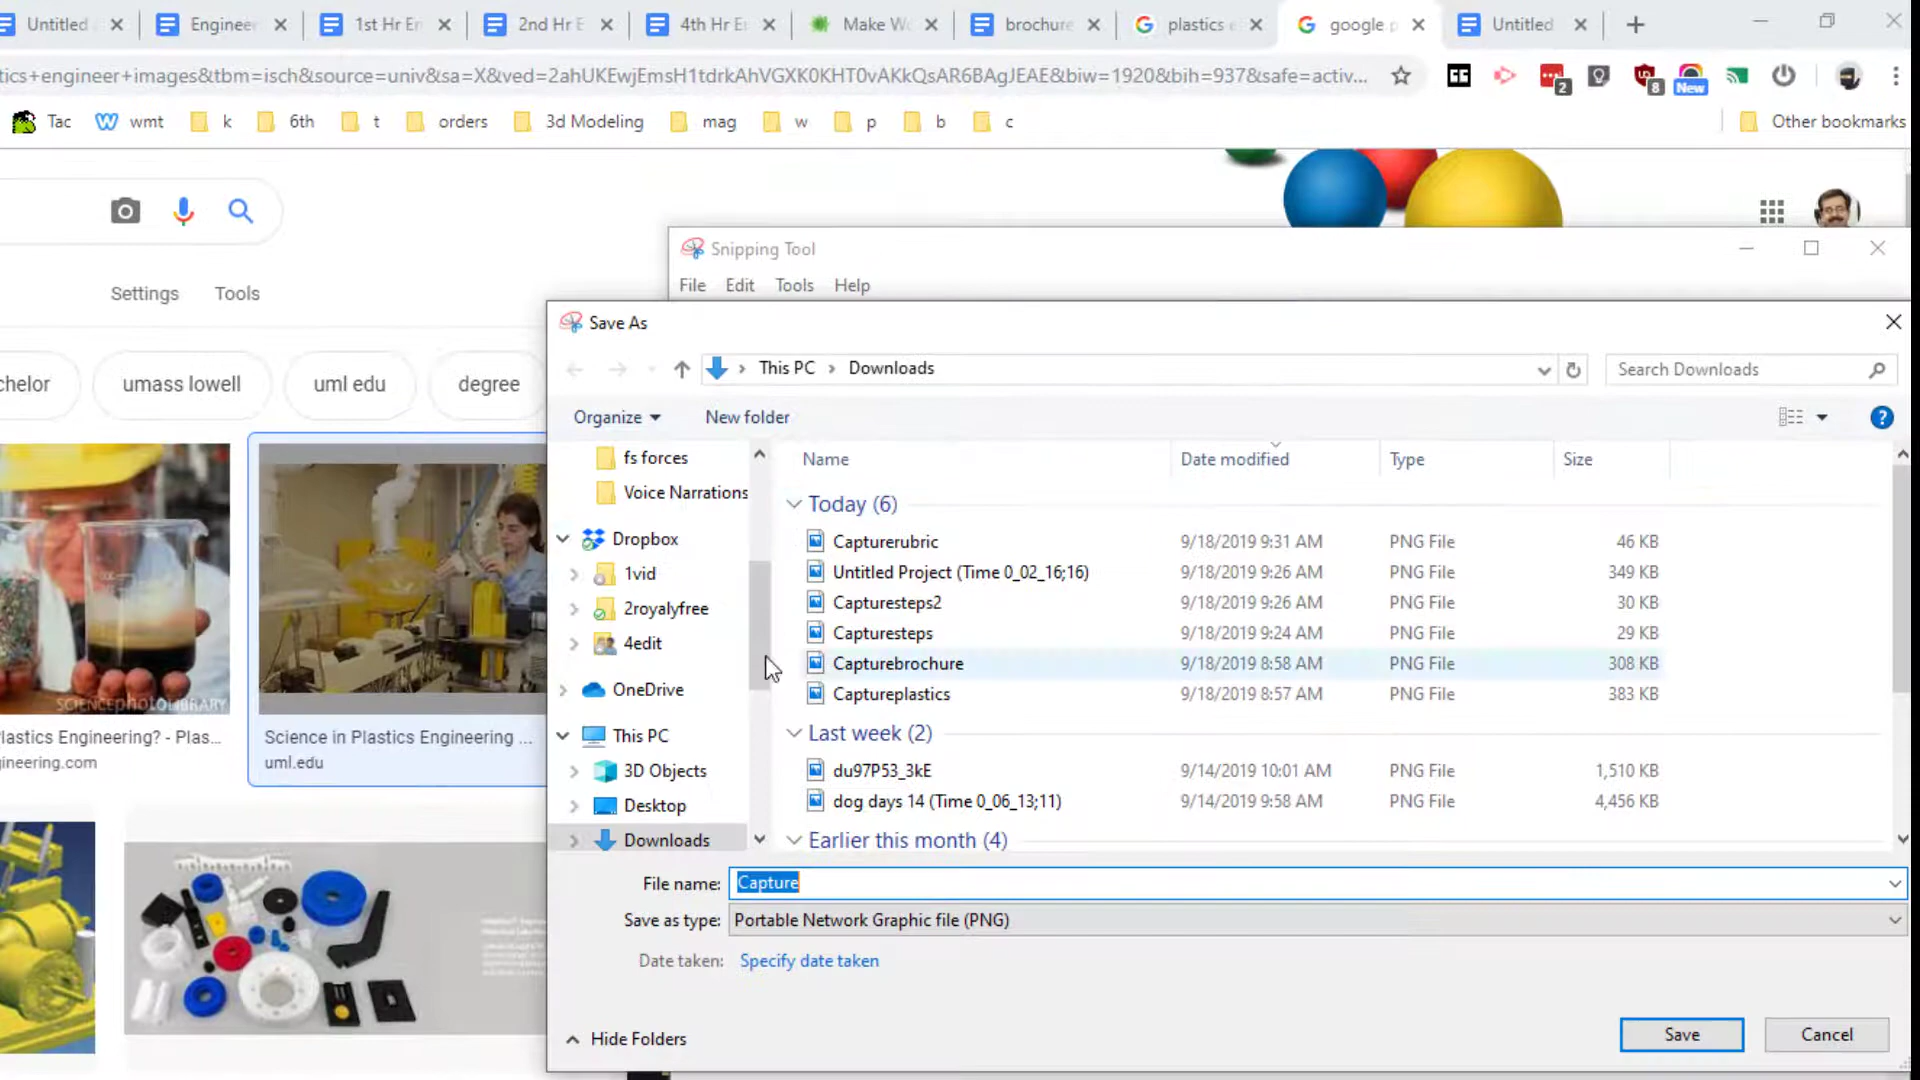 Untitled
Engineer
1st Hr En
2nd Hr E
4th Hr E
Make Wo
brochure
plastics e
google p
Untitled
tics+engineer+images&tbm=isch&source=univ&sa=X&ved=2ahUKEwjEmsH1tdrkAhVGXK0KHT0vAKkQsAR6BAgJEAE&biw=1920&bih=937&safe=activ...
CC
2
8
New
Tac
wmt
k
6th
t
orders
3d Modeling
mag
w
p
b
c
Other bookmarks
Settings
Tools
Snipping Tool
File Edit Tools Help
Save As
This PC › Downloads
Search Downloads
Organize
New folder
chelor
umass lowell
uml edu
degree
SCIENCEphotoLIBRARY
lastics Engineering? - Plas...
gineering.com
Science in Plastics Engineering ...
uml.edu
fs forces
Voice Narrations
Dropbox
1vid
2royalyfree
4edit
OneDrive
This PC
3D Objects
Desktop
Downloads
Name Date modified Type Size
Today (6)
Capturerubric 9/18/2019 9:31 AM PNG File 46 KB
Untitled Project (Time 0_02_16;16) 9/18/2019 9:26 AM PNG File 349 KB
Capturesteps2 9/18/2019 9:26 AM PNG File 30 KB
Capturesteps 9/18/2019 9:24 AM PNG File 29 KB
Capturebrochure 9/18/2019 8:58 AM PNG File 308 KB
Captureplastics 9/18/2019 8:57 AM PNG File 383 KB
Last week (2)
du97P53_3kE 9/14/2019 10:01 AM PNG File 1,510 KB
dog days 14 (Time 0_06_13;11) 9/14/2019 9:58 AM PNG File 4,456 KB
Earlier this month (4)
File name: Capture
Save as type: Portable Network Graphic file (PNG)
Date taken: Specify date taken
Hide Folders
Save
Cancel